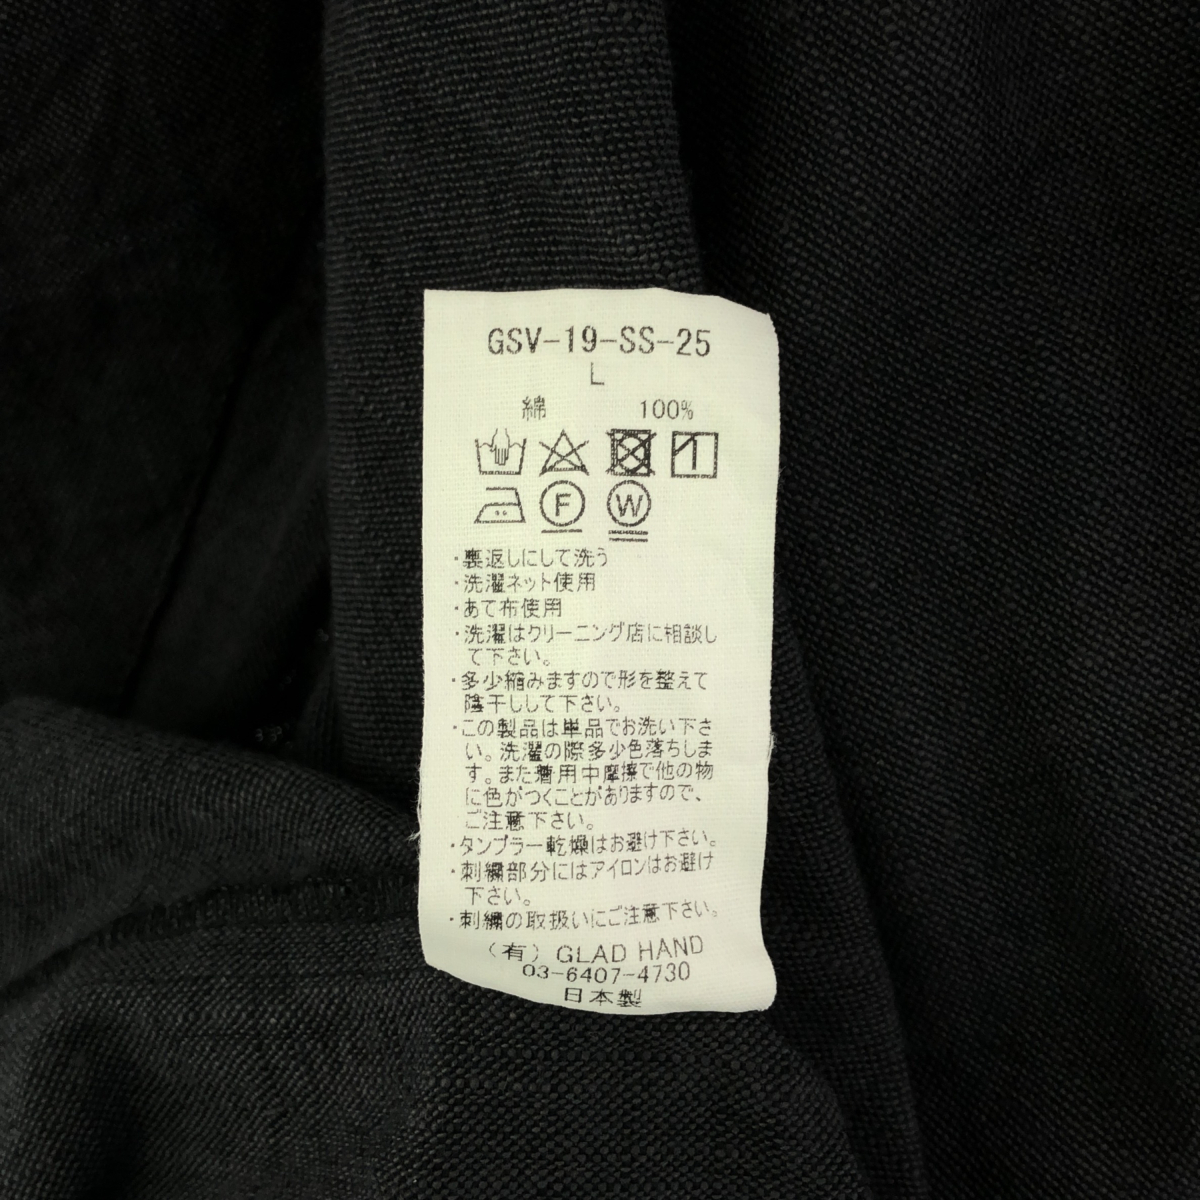 GSV-19-SS-25
L
綿 100%
F W
・裏返しにして洗う
・洗濯ネット使用
・あて布使用
・洗濯はクリーニング店に相談し
て下さい。
・多少縮みますので形を整えて
陰干しして下さい。
・この製品は単品でお洗い下さ
い。洗濯の際多少色落ちしま
す。また着用中摩擦で他の物
に色がつくことがありますので、
ご注意下さい。
・タンブラー乾燥はお避け下さい。
・刺繍部分にはアイロンはお避け
下さい。
・刺繍の取扱いにご注意下さい。
(有) GLAD HAND
03-6407-4730
日本製